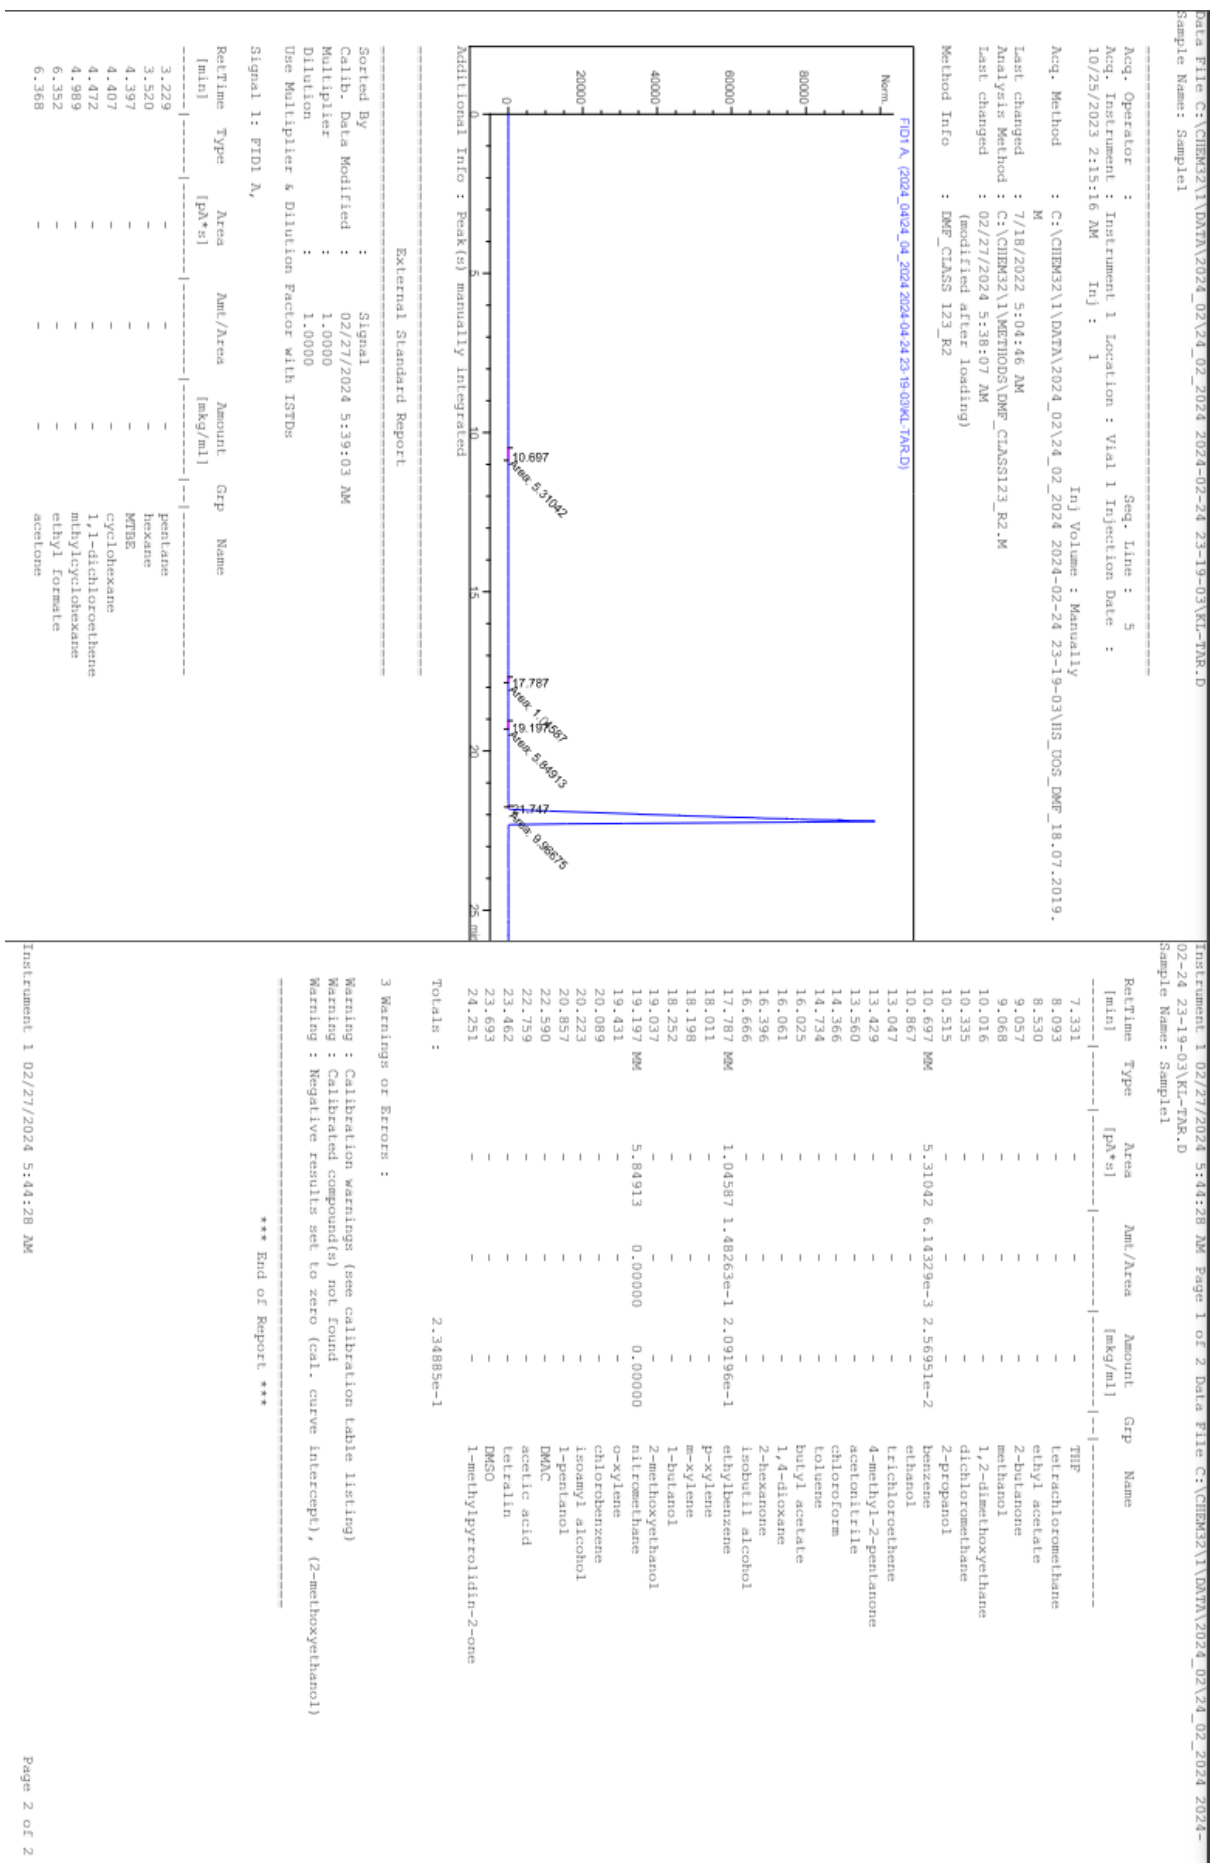 Data File C:\CHEM32\1\DATA\2024_02\24_02_2024 2024-02-24 23-19-03\KL-TAR.D
Sample Name: Sample1
Acq. Operator : Seq. Line : 5
Acq. Instrument : Instrument 1 Location : Vial 1 Injection Date :
10/25/2023 2:15:16 AM Inj : 1
Inj Volume : Manually
Acq. Method : C:\CHEM32\1\DATA\2024_02\24_02_2024 2024-02-24 23-19-03\HS_UOS_DMF_18.07.2019.
M
Last changed : 7/18/2022 5:04:46 AM
Analysis Method : C:\CHEM32\1\METHODS\DMF_CLASS123_R2.M
Last changed : 02/27/2024 5:38:07 AM
(modified after loading)
Method Info : DMF_CLASS 123_R2
FID1 A, (2024_04\24_04_2024 2024-04-24 23-19-03\KL-TAR.D)
Norm.
80000
60000
40000
20000
0
10.697
Area: 5.31042
17.787
Area: 1.04587
19.197
Area: 5.84913
21.747
Area: 9.96675
0 5 10 15 20 25 min
Additional Info : Peak(s) manually integrated
External Standard Report
Sorted By : Signal
Calib. Data Modified : 02/27/2024 5:39:03 AM
Multiplier : 1.0000
Dilution : 1.0000
Use Multiplier & Dilution Factor with ISTDs
Signal 1: FID1 A,
RetTime Type Area Amt/Area Amount Grp Name
[min] [pA*s] [mkg/ml]
3.229 - - - pentane
3.520 - - - hexane
4.397 - - - MTBE
4.407 - - - cyclohexane
4.472 - - - 1,1-dichloroethene
4.989 - - - mthylcyclohexane
6.352 - - - ethyl formate
6.368 - - - acetone
Instrument 1 02/27/2024 5:44:28 AM Page 1 of 2 Data File C:\CHEM32\1\DATA\2024_02\24_02_2024 2024-
02-24 23-19-03\KL-TAR.D
Sample Name: Sample1
RetTime Type Area Amt/Area Amount Grp Name
[min] [pA*s] [mkg/ml]
7.331 - - - THF
8.093 - - - tetrachloromethane
8.530 - - - ethyl acetate
9.057 - - - 2-butanone
9.068 - - - methanol
10.016 - - - 1,2-dimethoxyethane
10.335 - - - dichloromethane
10.515 - - - 2-propanol
10.697 MM 5.31042 6.14329e-3 2.56951e-2 benzene
10.867 - - - ethanol
13.047 - - - trichloroethene
13.429 - - - 4-methyl-2-pentanone
13.560 - - - acetonitrile
14.366 - - - chloroform
14.734 - - - toluene
16.025 - - - butyl acetate
16.061 - - - 1,4-dioxane
16.396 - - - 2-hexanone
16.666 - - - isobutil alcohol
17.787 MM 1.04587 1.48263e-1 2.09196e-1 ethylbenzene
18.011 - - - p-xylene
18.198 - - - m-xylene
18.252 - - - 1-butanol
19.037 - - - 2-methoxyethanol
19.197 MM 5.84913 0.00000 0.00000 nitromethane
19.431 - - - o-xylene
20.089 - - - chlorobenzene
20.223 - - - isoamyl alcohol
20.857 - - - 1-pentanol
22.590 - - - DMAC
22.759 - - - acetic acid
23.462 - - - tetralin
23.693 - - - DMSO
24.251 - - - 1-methylpyrrolidin-2-one
Totals : 2.34885e-1
3 Warnings or Errors :
Warning : Calibration warnings (see calibration table listing)
Warning : Calibrated compound(s) not found
Warning : Negative results set to zero (cal. curve intercept), (2-methoxyethanol)
*** End of Report ***
Instrument 1 02/27/2024 5:44:28 AM Page 2 of 2